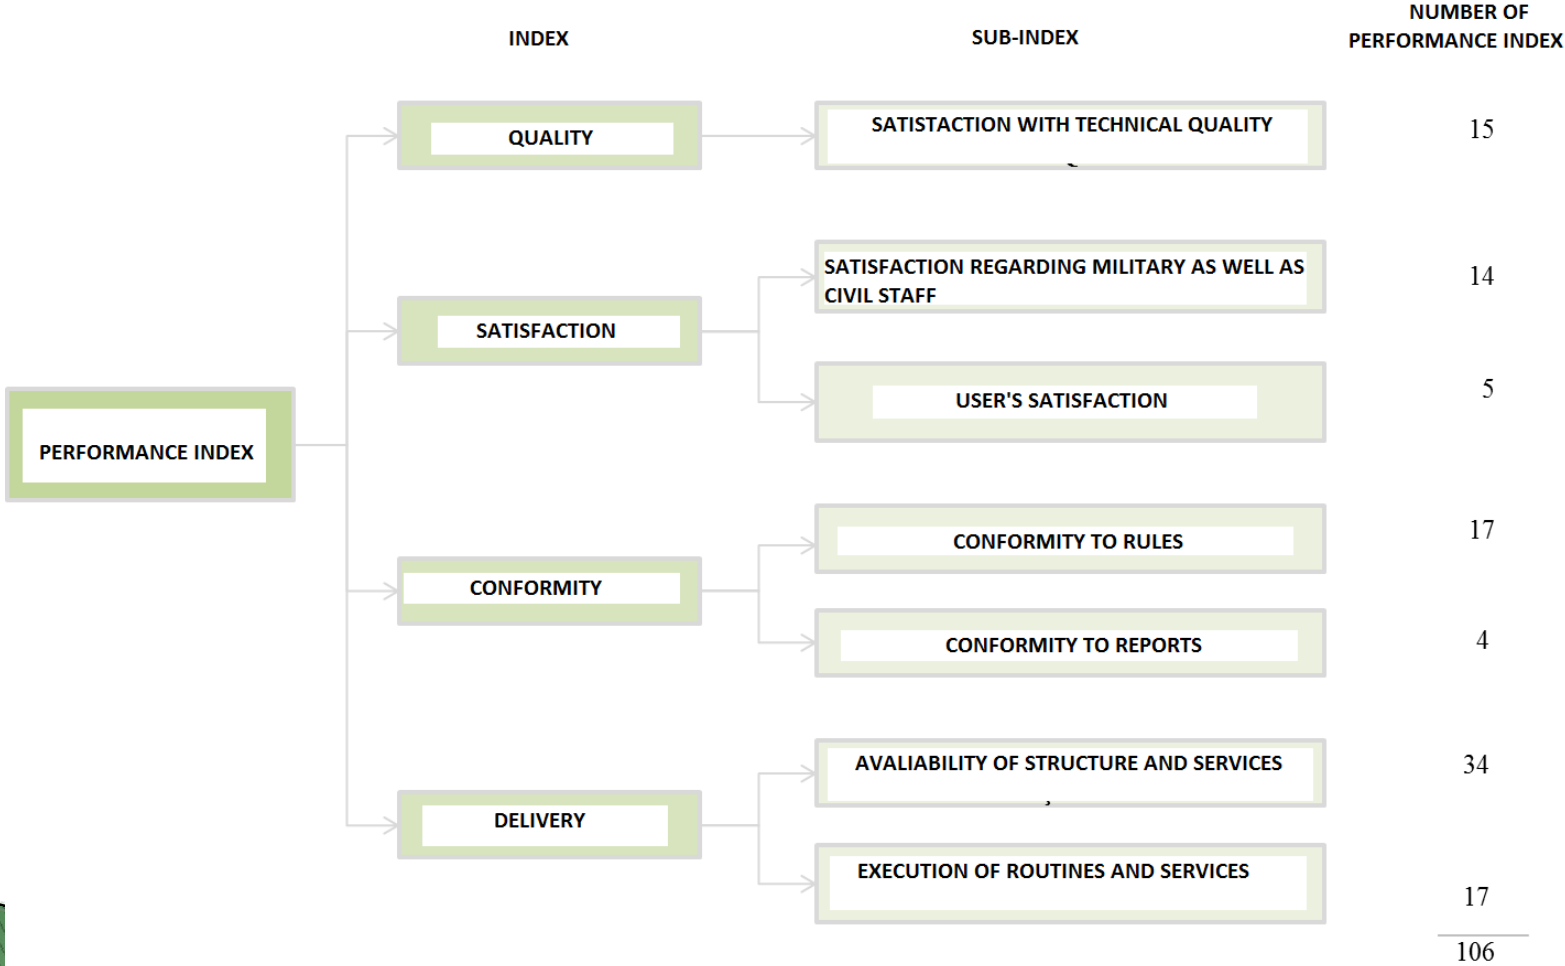 INDEX
SUB-INDEX
NUMBER OF
PERFORMANCE INDEX
QUALITY
SATISTACTION WITH TECHNICAL QUALITY
15
SATISFACTION
SATISFACTION REGARDING MILITARY AS WELL AS
CIVIL STAFF
14
USER'S SATISFACTION
5
PERFORMANCE INDEX
CONFORMITY
CONFORMITY TO RULES
17
CONFORMITY TO REPORTS
4
DELIVERY
AVALIABILITY OF STRUCTURE AND SERVICES
34
EXECUTION OF ROUTINES AND SERVICES
17
106